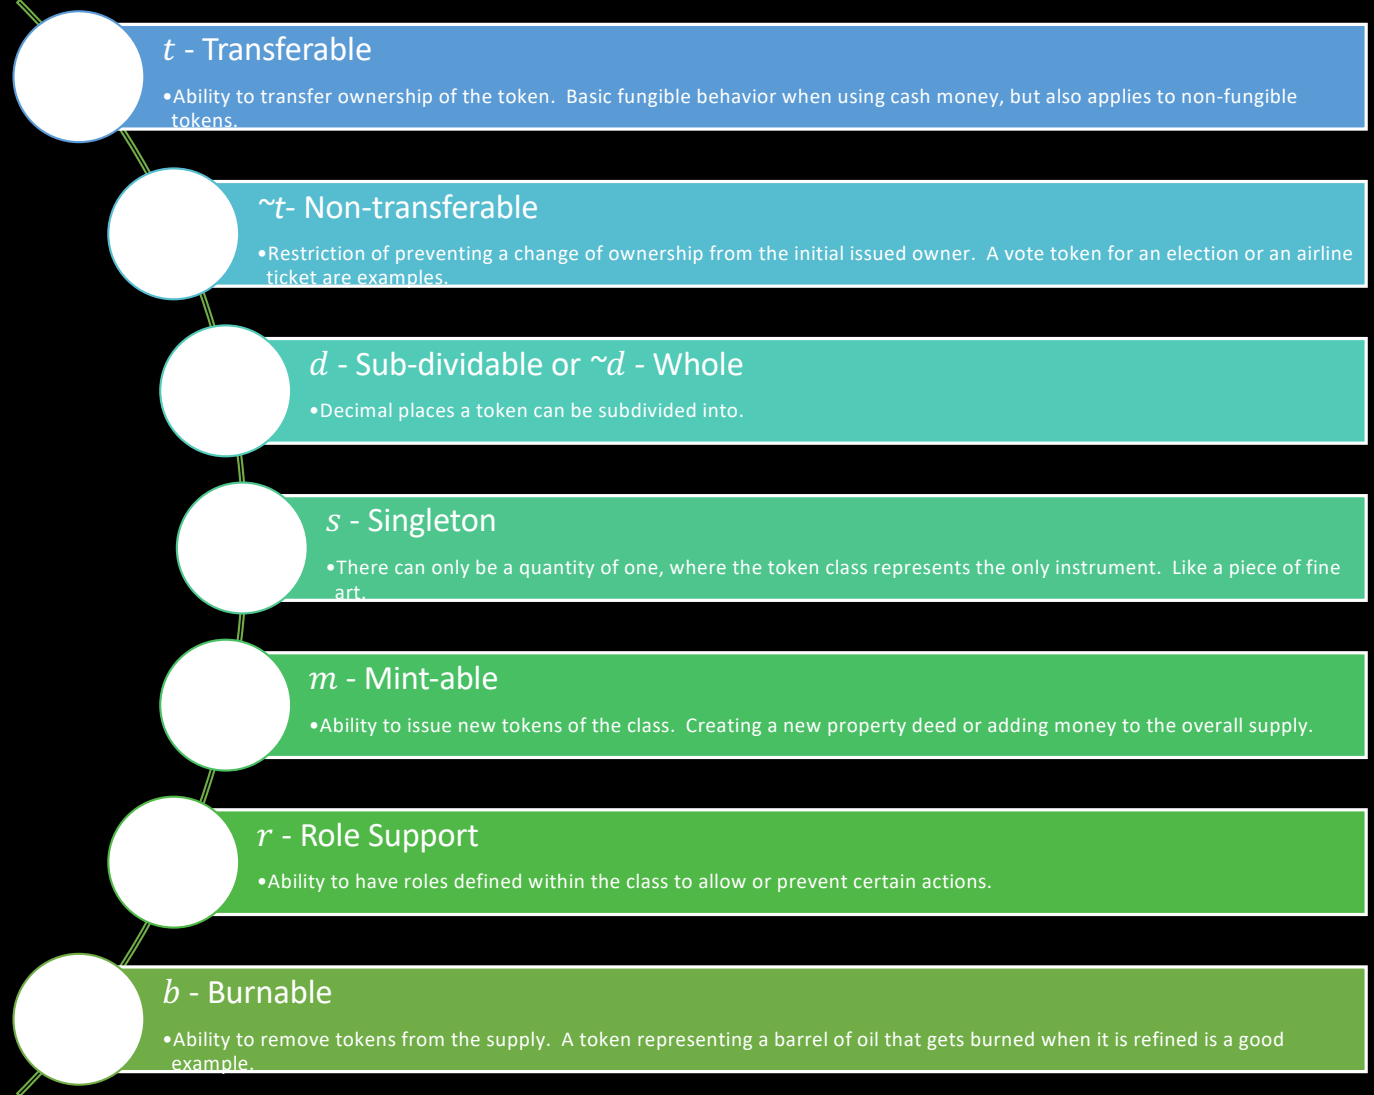 t - Transferable
•Ability to transfer ownership of the token.  Basic fungible behavior when using cash money, but also applies to non-fungible
tokens.
~t- Non-transferable
•Restriction of preventing a change of ownership from the initial issued owner.  A vote token for an election or an airline
ticket are examples.
d - Sub-dividable or ~d - Whole
•Decimal places a token can be subdivided into.
s - Singleton
•There can only be a quantity of one, where the token class represents the only instrument.  Like a piece of fine
art.
m - Mint-able
•Ability to issue new tokens of the class.  Creating a new property deed or adding money to the overall supply.
r - Role Support
•Ability to have roles defined within the class to allow or prevent certain actions.
b - Burnable
•Ability to remove tokens from the supply.  A token representing a barrel of oil that gets burned when it is refined is a good
example.